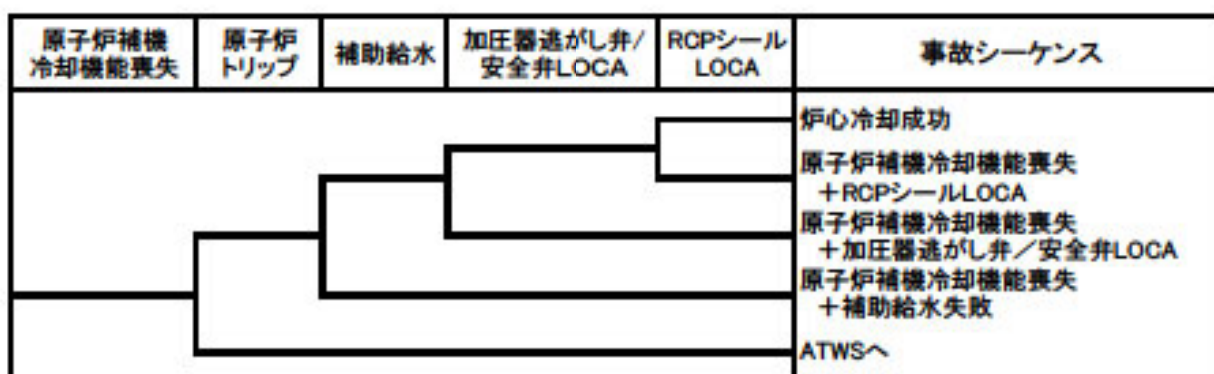 原子炉補機
冷却機能喪失
原子炉
トリップ
補助給水
加圧器逃がし弁/
安全弁LOCA
RCPシール
LOCA
事故シーケンス
炉心冷却成功
原子炉補機冷却機能喪失
+RCPシールLOCA
原子炉補機冷却機能喪失
+加圧器逃がし弁/安全弁LOCA
原子炉補機冷却機能喪失
+補助給水失敗
ATWSへ